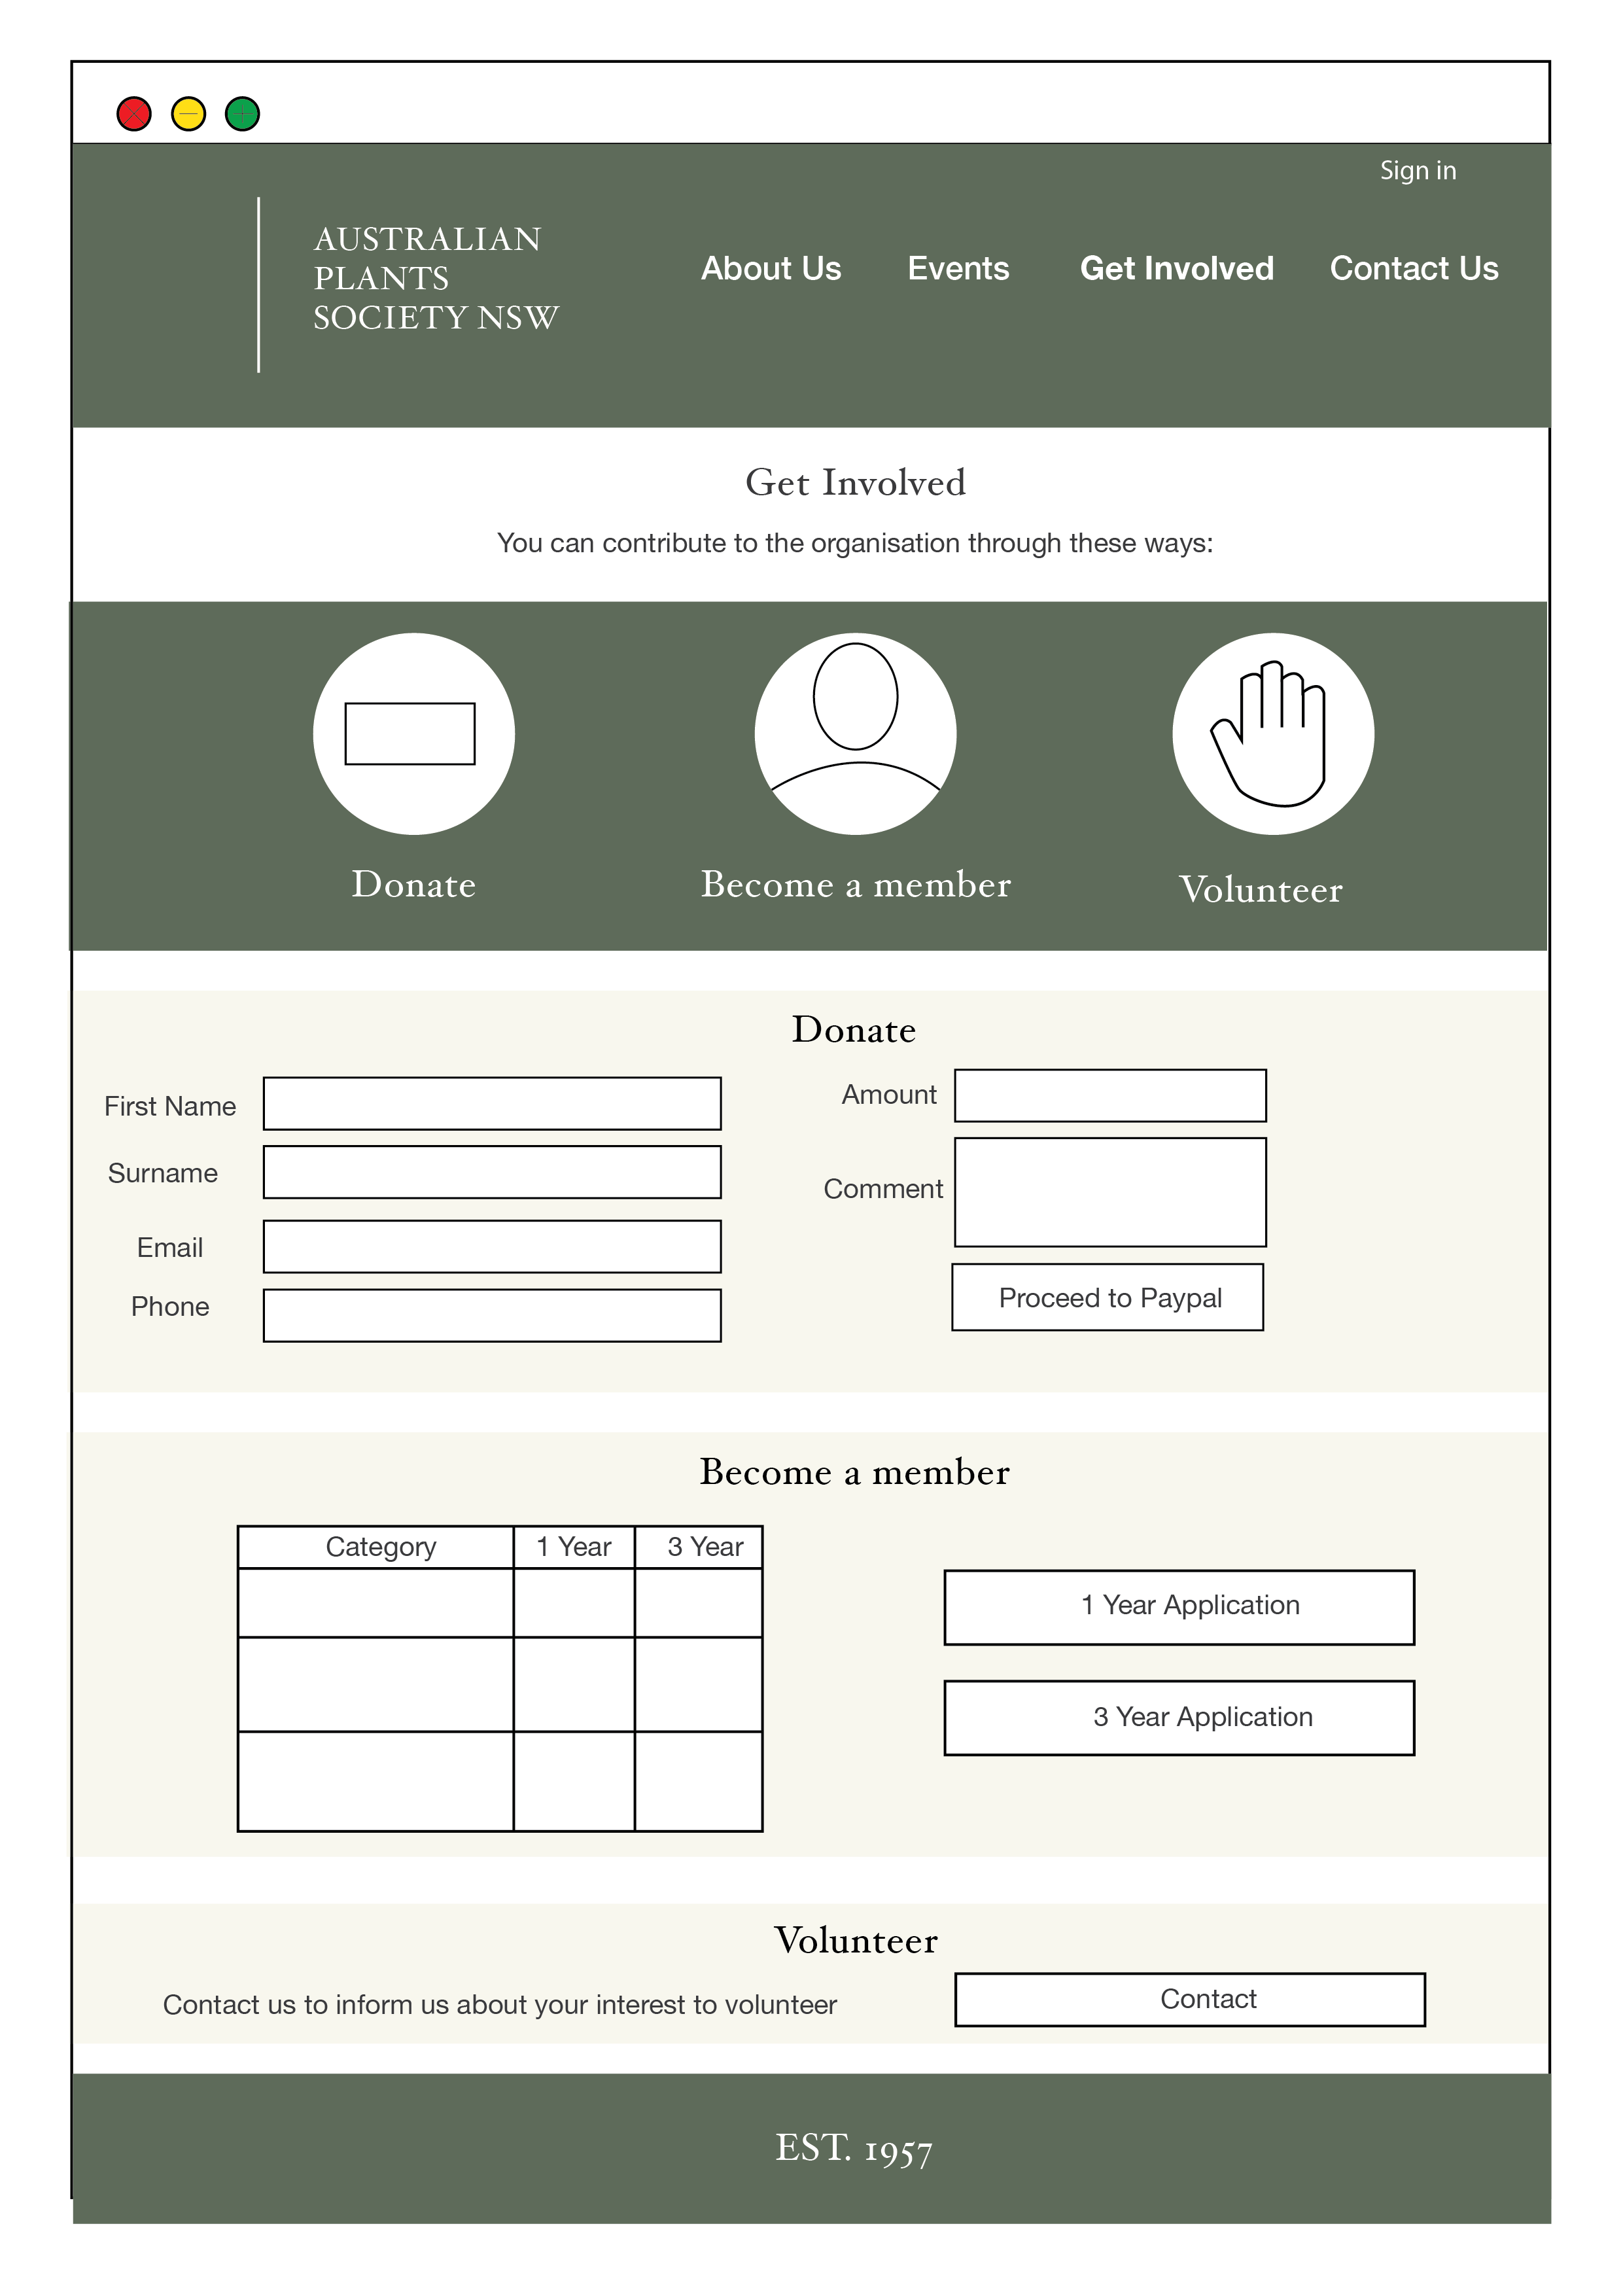 Sign in
AUSTRALIAN
PLANTS
SOCIETY NSW
About Us Events Get Involved Contact Us
Get Involved
You can contribute to the organisation through these ways:
Donate Become a member Volunteer
Donate
First Name
Surname
Email
Phone
Amount
Comment
Proceed to Paypal
Become a member
Category 1 Year 3 Year
1 Year Application
3 Year Application
Volunteer
Contact us to inform us about your interest to volunteer
Contact
EST. 1957